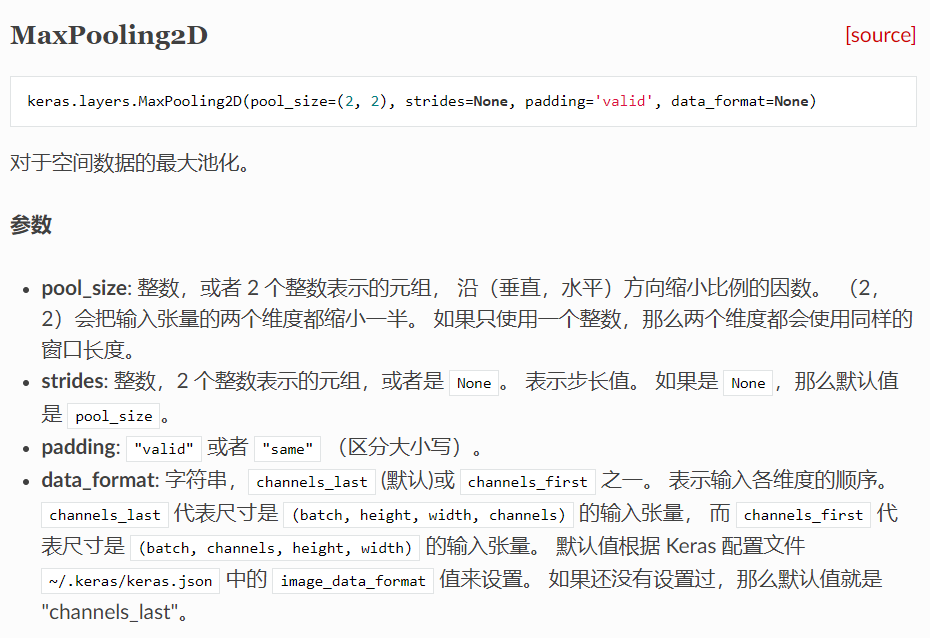 MaxPooling2D [source]
keras.layers.MaxPooling2D(pool_size=(2, 2), strides=None, padding='valid', data_format=None)
对于空间数据的最大池化。
参数
• pool_size: 整数，或者 2 个整数表示的元组， 沿（垂直，水平）方向缩小比例的因数。 （2，
2）会把输入张量的两个维度都缩小一半。 如果只使用一个整数，那么两个维度都会使用同样的
窗口长度。
• strides: 整数，2 个整数表示的元组，或者是 None 。 表示步长值。 如果是 None ，那么默认值
是 pool_size 。
• padding: "valid" 或者 "same" （区分大小写）。
• data_format: 字符串， channels_last (默认)或 channels_first 之一。 表示输入各维度的顺序。
channels_last 代表尺寸是 (batch, height, width, channels) 的输入张量， 而 channels_first 代
表尺寸是 (batch, channels, height, width) 的输入张量。 默认值根据 Keras 配置文件
~/.keras/keras.json 中的 image_data_format 值来设置。 如果还没有设置过，那么默认值就是
"channels_last"。